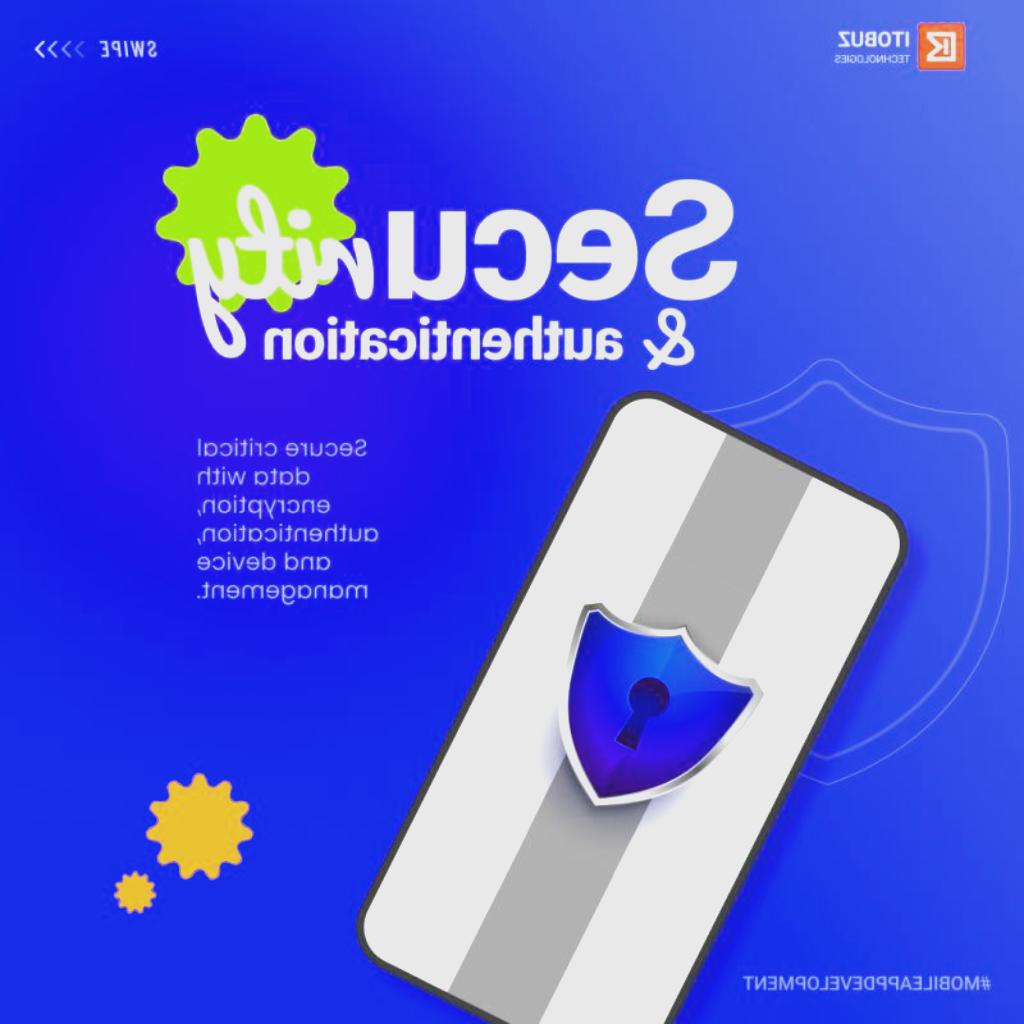 ITOBUZ
TECHNOLOGIES
SWIPE
Security
& authentication
Secure critical
data with
encryption,
authentication,
and device
management.
#MOBILEAPPDEVELOPMENT